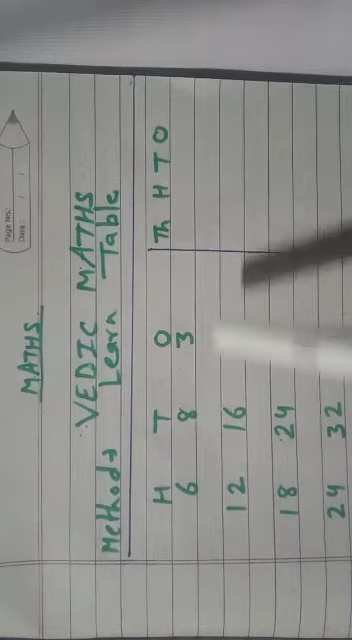 Page No.:
Date: / /
MATHS
VEDIC MATHS
Method → Learn Table
H T O Th H T O
6 8 3
12 16
18 24
24 32